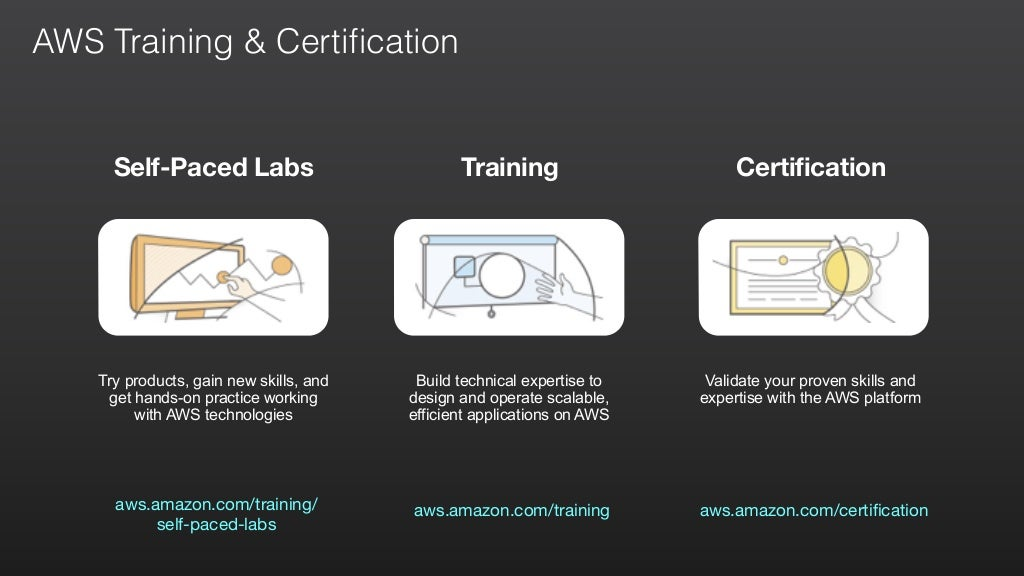 AWS Training & Certification
Self-Paced Labs
Try products, gain new skills, and
get hands-on practice working
with AWS technologies
aws.amazon.com/training/
self-paced-labs
Training
Build technical expertise to
design and operate scalable,
efficient applications on AWS
aws.amazon.com/training
Certification
Validate your proven skills and
expertise with the AWS platform
aws.amazon.com/certification